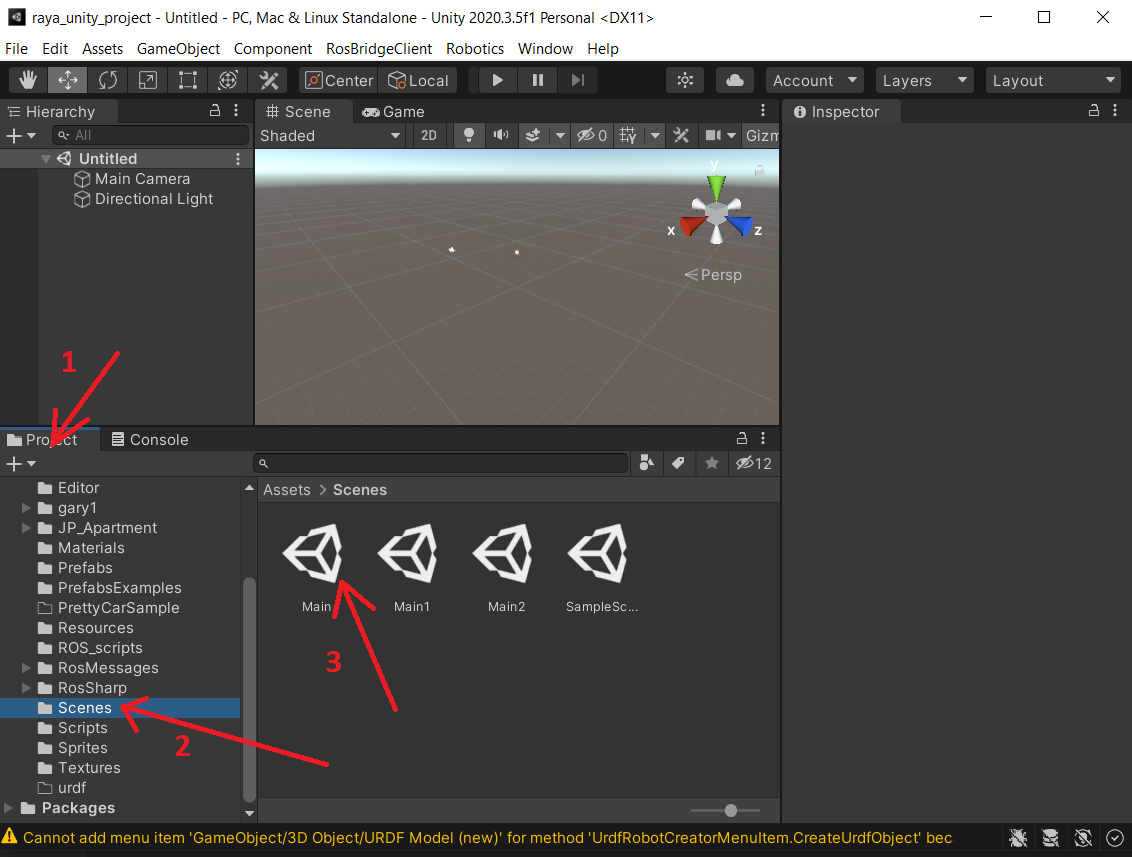 raya_unity_project - Untitled - PC, Mac & Linux Standalone - Unity 2020.3.5f1 Personal <DX11>
File Edit Assets GameObject Component RosBridgeClient Robotics Window Help
Center Local Account Layers Layout
Hierarchy
All
Untitled
Main Camera
Directional Light
Scene Game
Shaded 2D 0 Gizm
y
x z
Persp
Inspector
1
Project Console
12
Editor
gary1
JP_Apartment
Materials
Prefabs
PrefabsExamples
PrettyCarSample
Resources
ROS_scripts
RosMessages
RosSharp
Scenes
Scripts
Sprites
Textures
urdf
Packages
2
Assets > Scenes
Main Main1 Main2 SampleSc...
3
Cannot add menu item 'GameObject/3D Object/URDF Model (new)' for method 'UrdfRobotCreatorMenuItem.CreateUrdfObject' bec